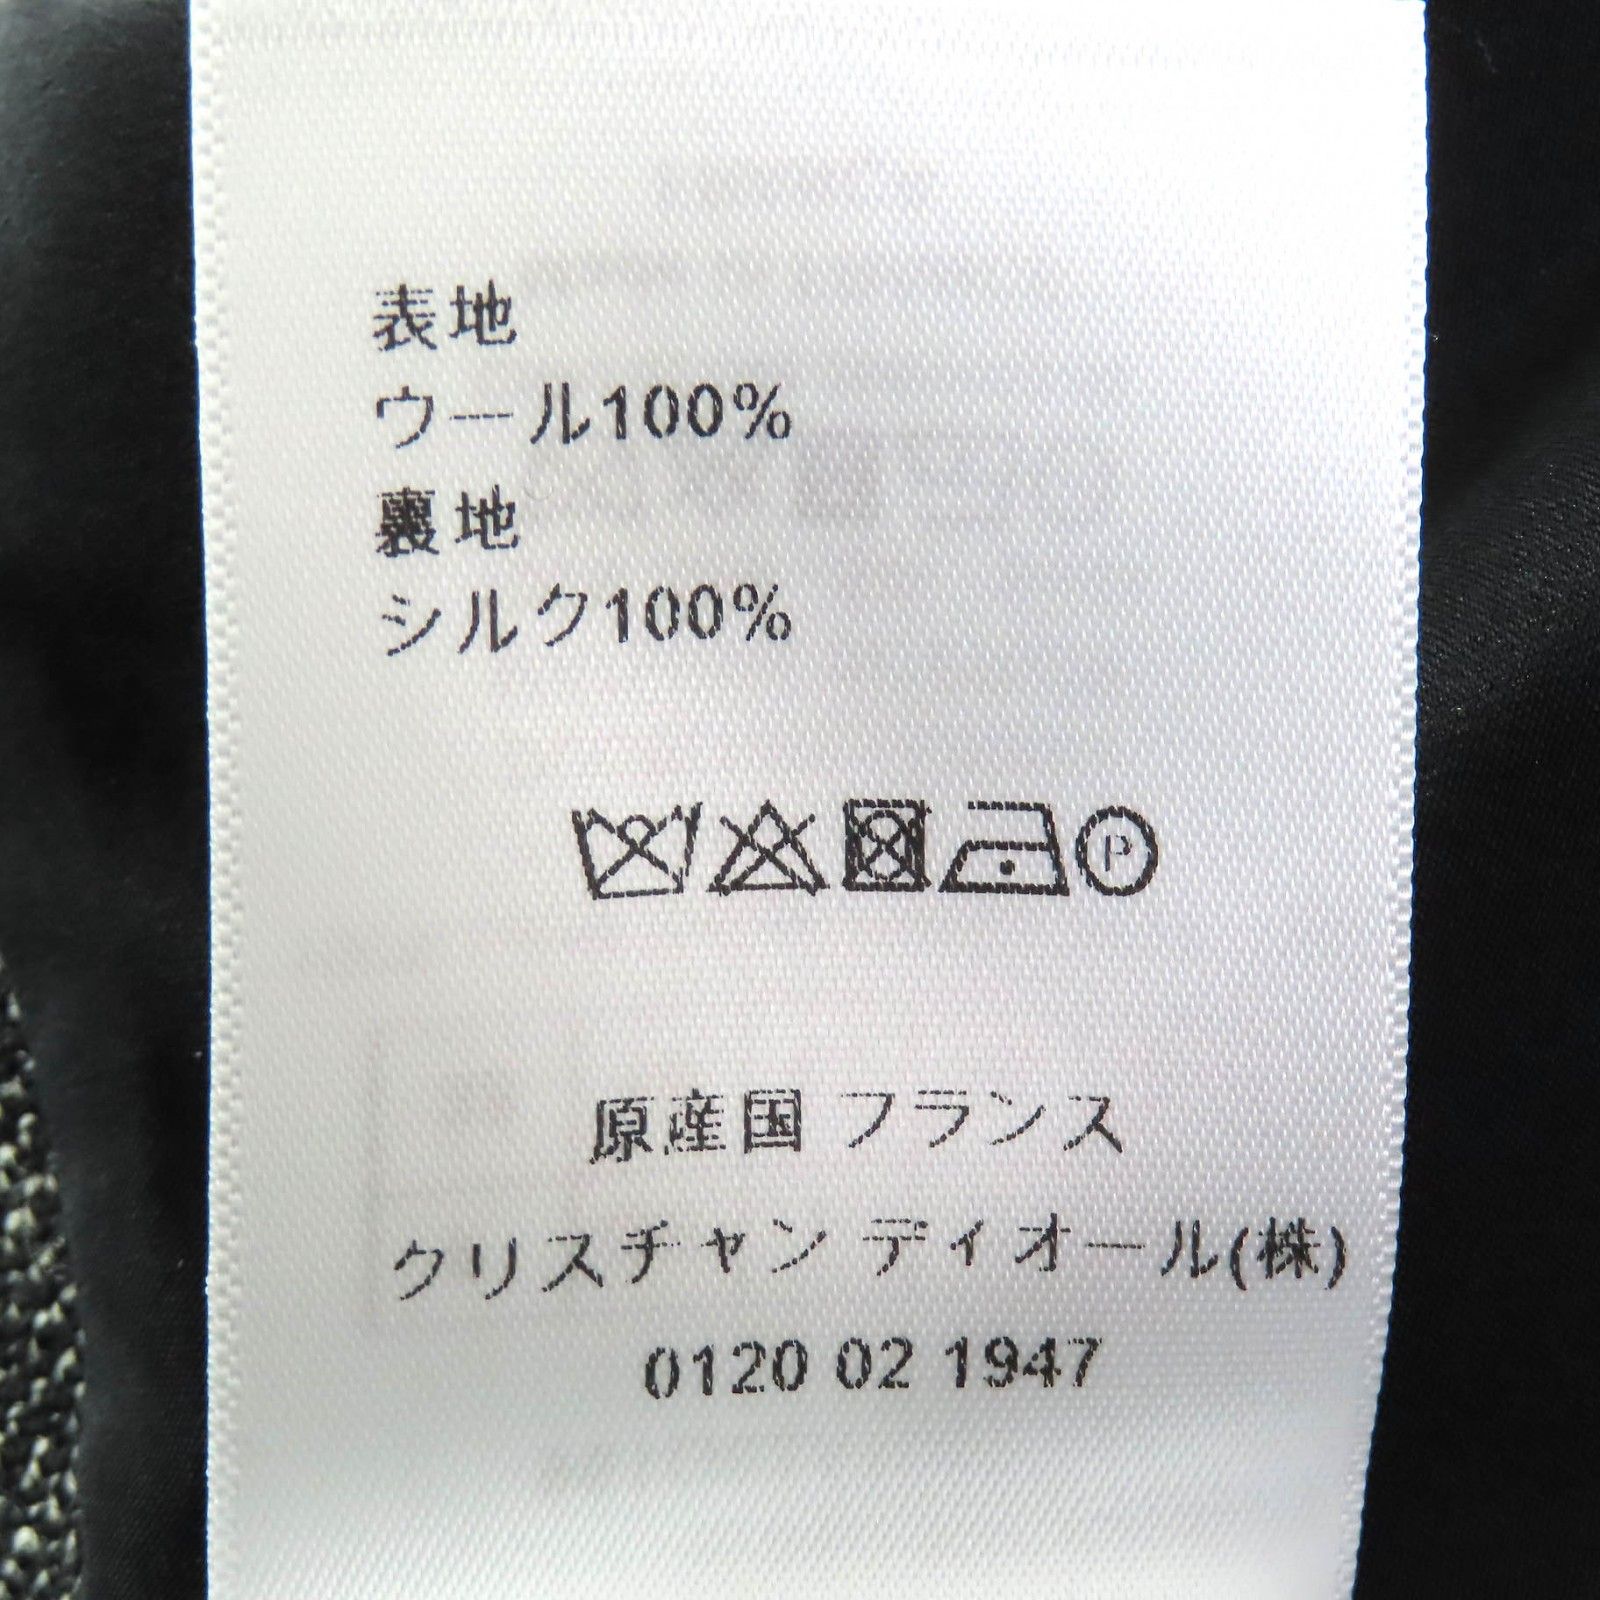 表地
ウール100%
裏地
シルク100%
P
原産国 フランス
クリスチャン ディオール(株)
0120 02 1947